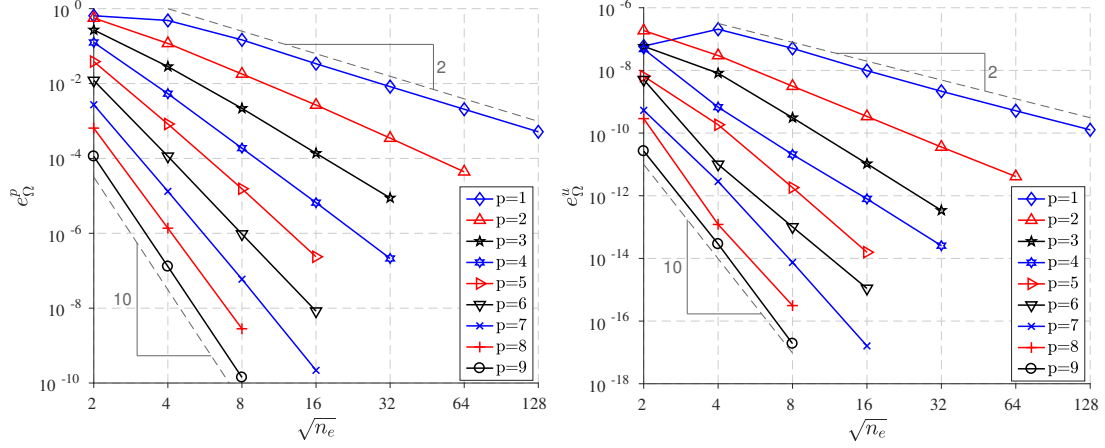 10^0
10^-2
10^-4
10^-6
10^-8
10^-10
e_Ω^p
2
10
p=1
p=2
p=3
p=4
p=5
p=6
p=7
p=8
p=9
2 4 8 16 32 64 128
√n_e
10^-6
10^-8
10^-10
10^-12
10^-14
10^-16
10^-18
e_Ω^u
2
10
p=1
p=2
p=3
p=4
p=5
p=6
p=7
p=8
p=9
2 4 8 16 32 64 128
√n_e